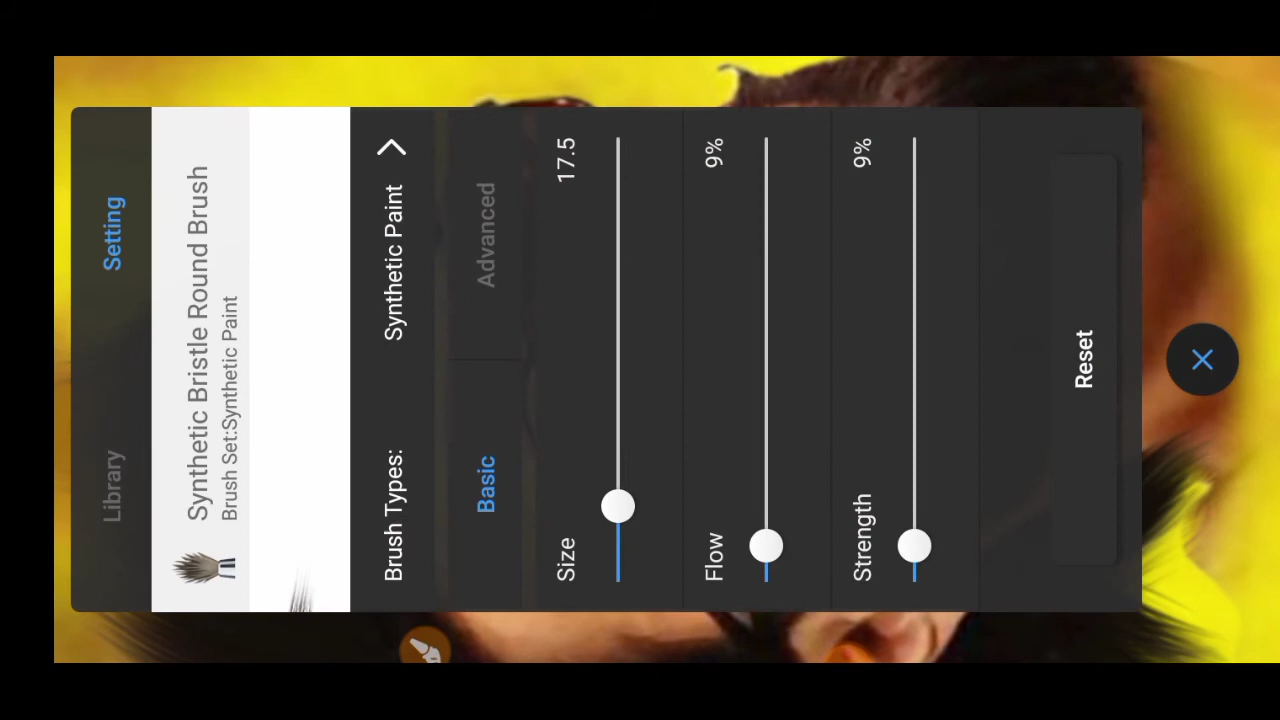 Library Setting
Synthetic Bristle Round Brush
Brush Set:Synthetic Paint
Brush Types: Synthetic Paint
Basic Advanced
Size 17.5
Flow 9%
Strength 9%
Reset